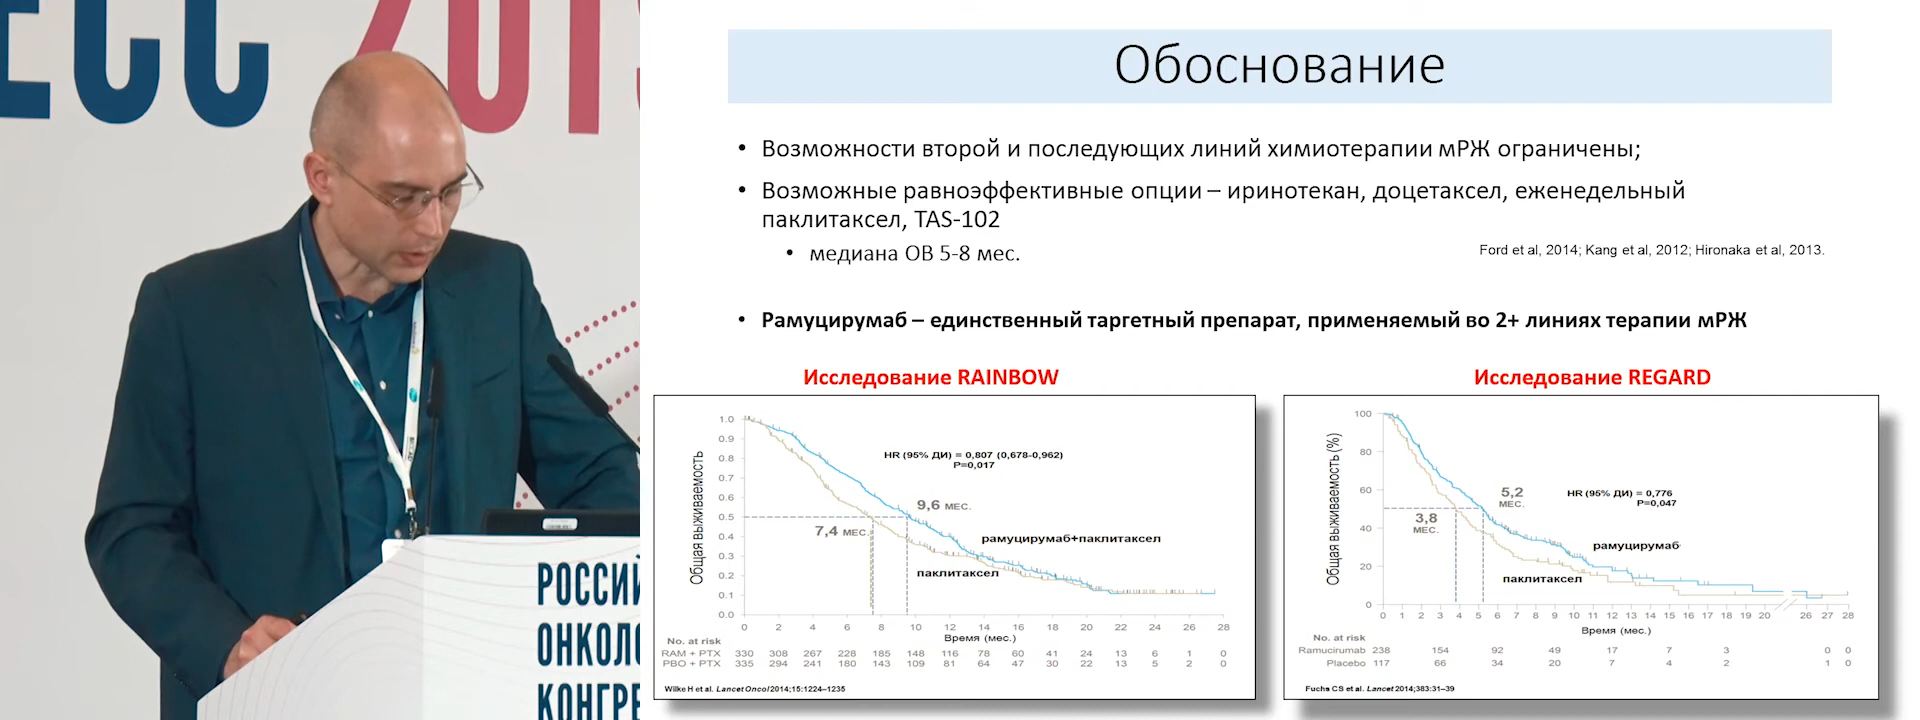 ЕСС 2019
РОССИЙ
ОНКОЛО
КОНГРЕ
Обоснование
• Возможности второй и последующих линий химиотерапии мРЖ ограничены;
• Возможные равноэффективные опции – иринотекан, доцетаксел, еженедельный
паклитаксел, TAS-102
• медиана ОВ 5-8 мес.
Ford et al, 2014; Kang et al, 2012; Hironaka et al, 2013.
• Рамуцирумаб – единственный таргетный препарат, применяемый во 2+ линиях терапии мРЖ
Исследование RAINBOW
Общая выживаемость
1.0
0.9
0.8
0.7
0.6
0.5
0.4
0.3
0.2
0.1
0.0
HR (95% ДИ) = 0,807 (0,678-0,962)
P=0,017
9,6 МЕС.
7,4 МЕС.
рамуцирумаб+паклитаксел
паклитаксел
0 2 4 6 8 10 12 14 16 18 20 22 24 26 28
Время (мес.)
No. at risk
RAM + PTX 330 308 267 228 185 148 116 78 60 41 24 13 6 1 0
PBO + PTX 335 294 241 180 143 109 81 64 47 30 22 13 5 2 0
Wilke H et al. Lancet Oncol 2014;15:1224–1235
Исследование REGARD
Общая выживаемость (%)
100
80
60
40
20
0
5,2
МЕС.
3,8
МЕС.
HR (95% ДИ) = 0,776
P=0,047
рамуцирумаб
паклитаксел
0 1 2 3 4 5 6 7 8 9 10 11 12 13 14 15 16 17 18 19 20 26 27 28
Время (мес.)
No. at risk
Ramucirumab 238 154 92 49 17 7 3 0 0
Placebo 117 66 34 20 7 4 2 1 0
Fuchs CS et al. Lancet 2014;383:31–39